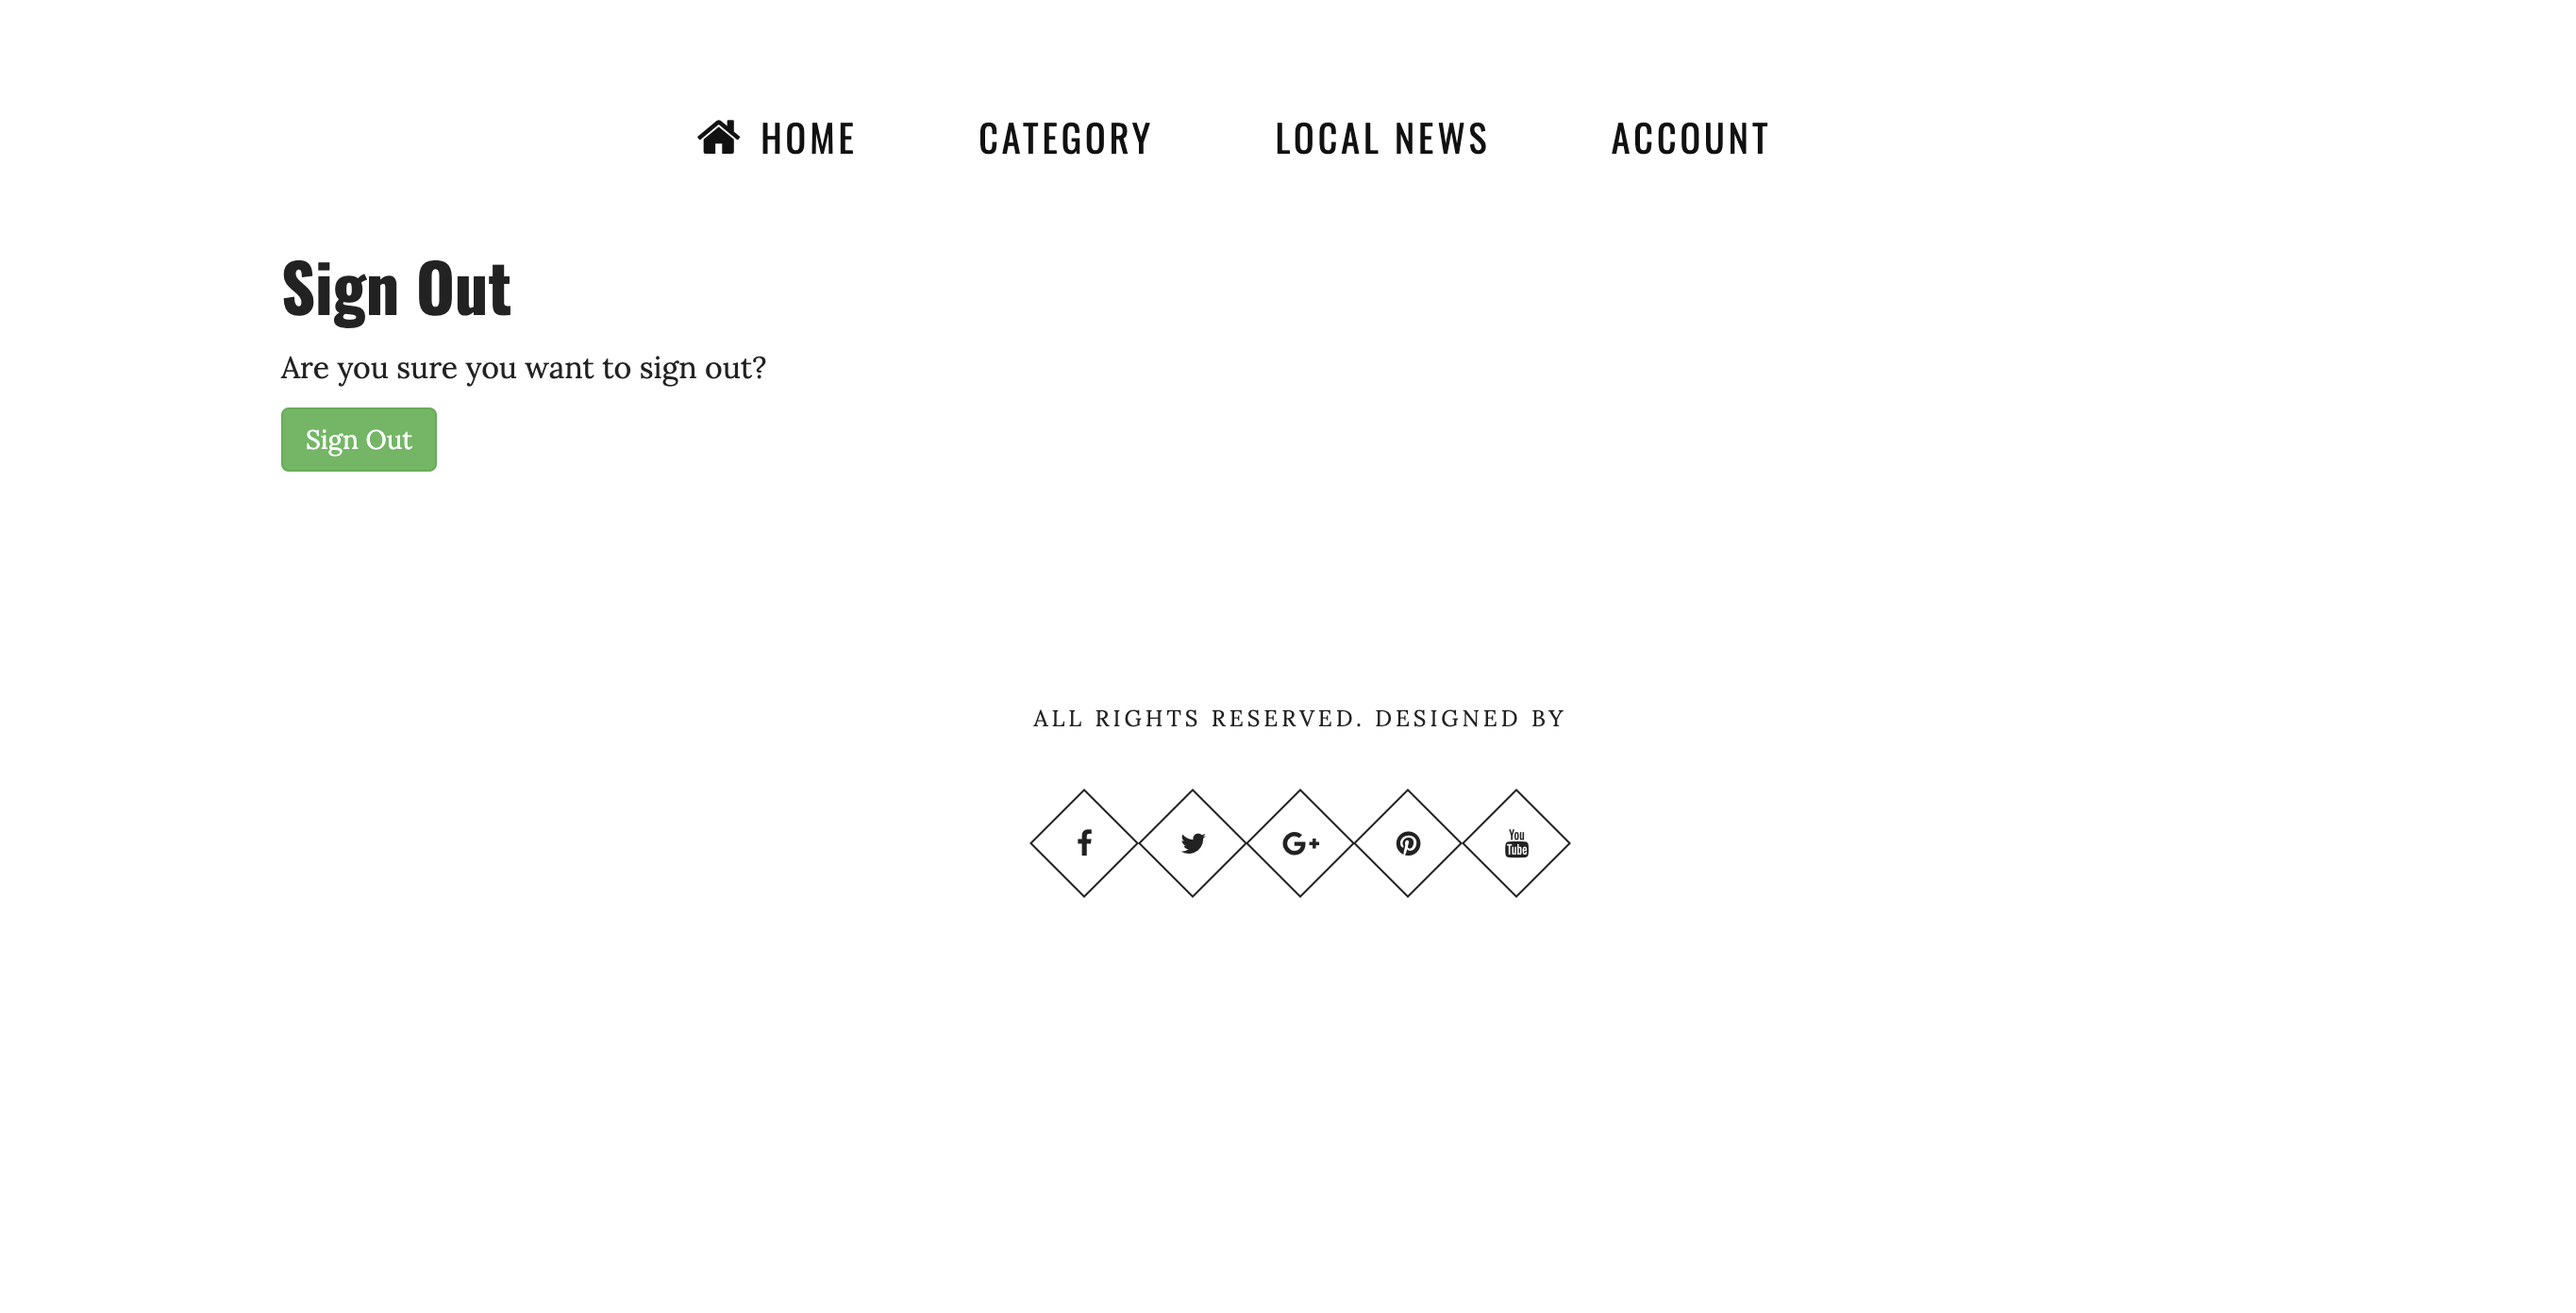 HOME CATEGORY LOCAL NEWS ACCOUNT
Sign Out
Are you sure you want to sign out?
Sign Out
ALL RIGHTS RESERVED. DESIGNED BY
f G+ You Tube